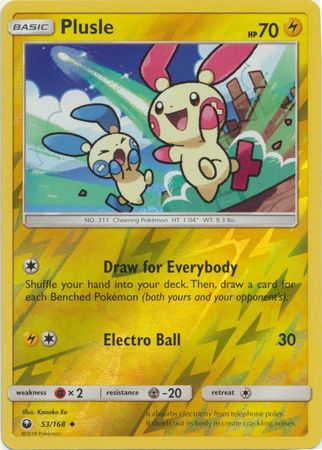 BASIC Plusle HP 70
NO. 311 Cheering Pokémon HT: 1'04" WT: 9.3 lbs.
Draw for Everybody
Shuffle your hand into your deck. Then, draw a card for
each Benched Pokémon (both yours and your opponent's).
Electro Ball 30
weakness × 2 resistance -20 retreat
Illus. Kanako Eo
53/168
©2018 Pokémon
It absorbs electricity from telephone poles.
It shorts out its body to create crackling noises.